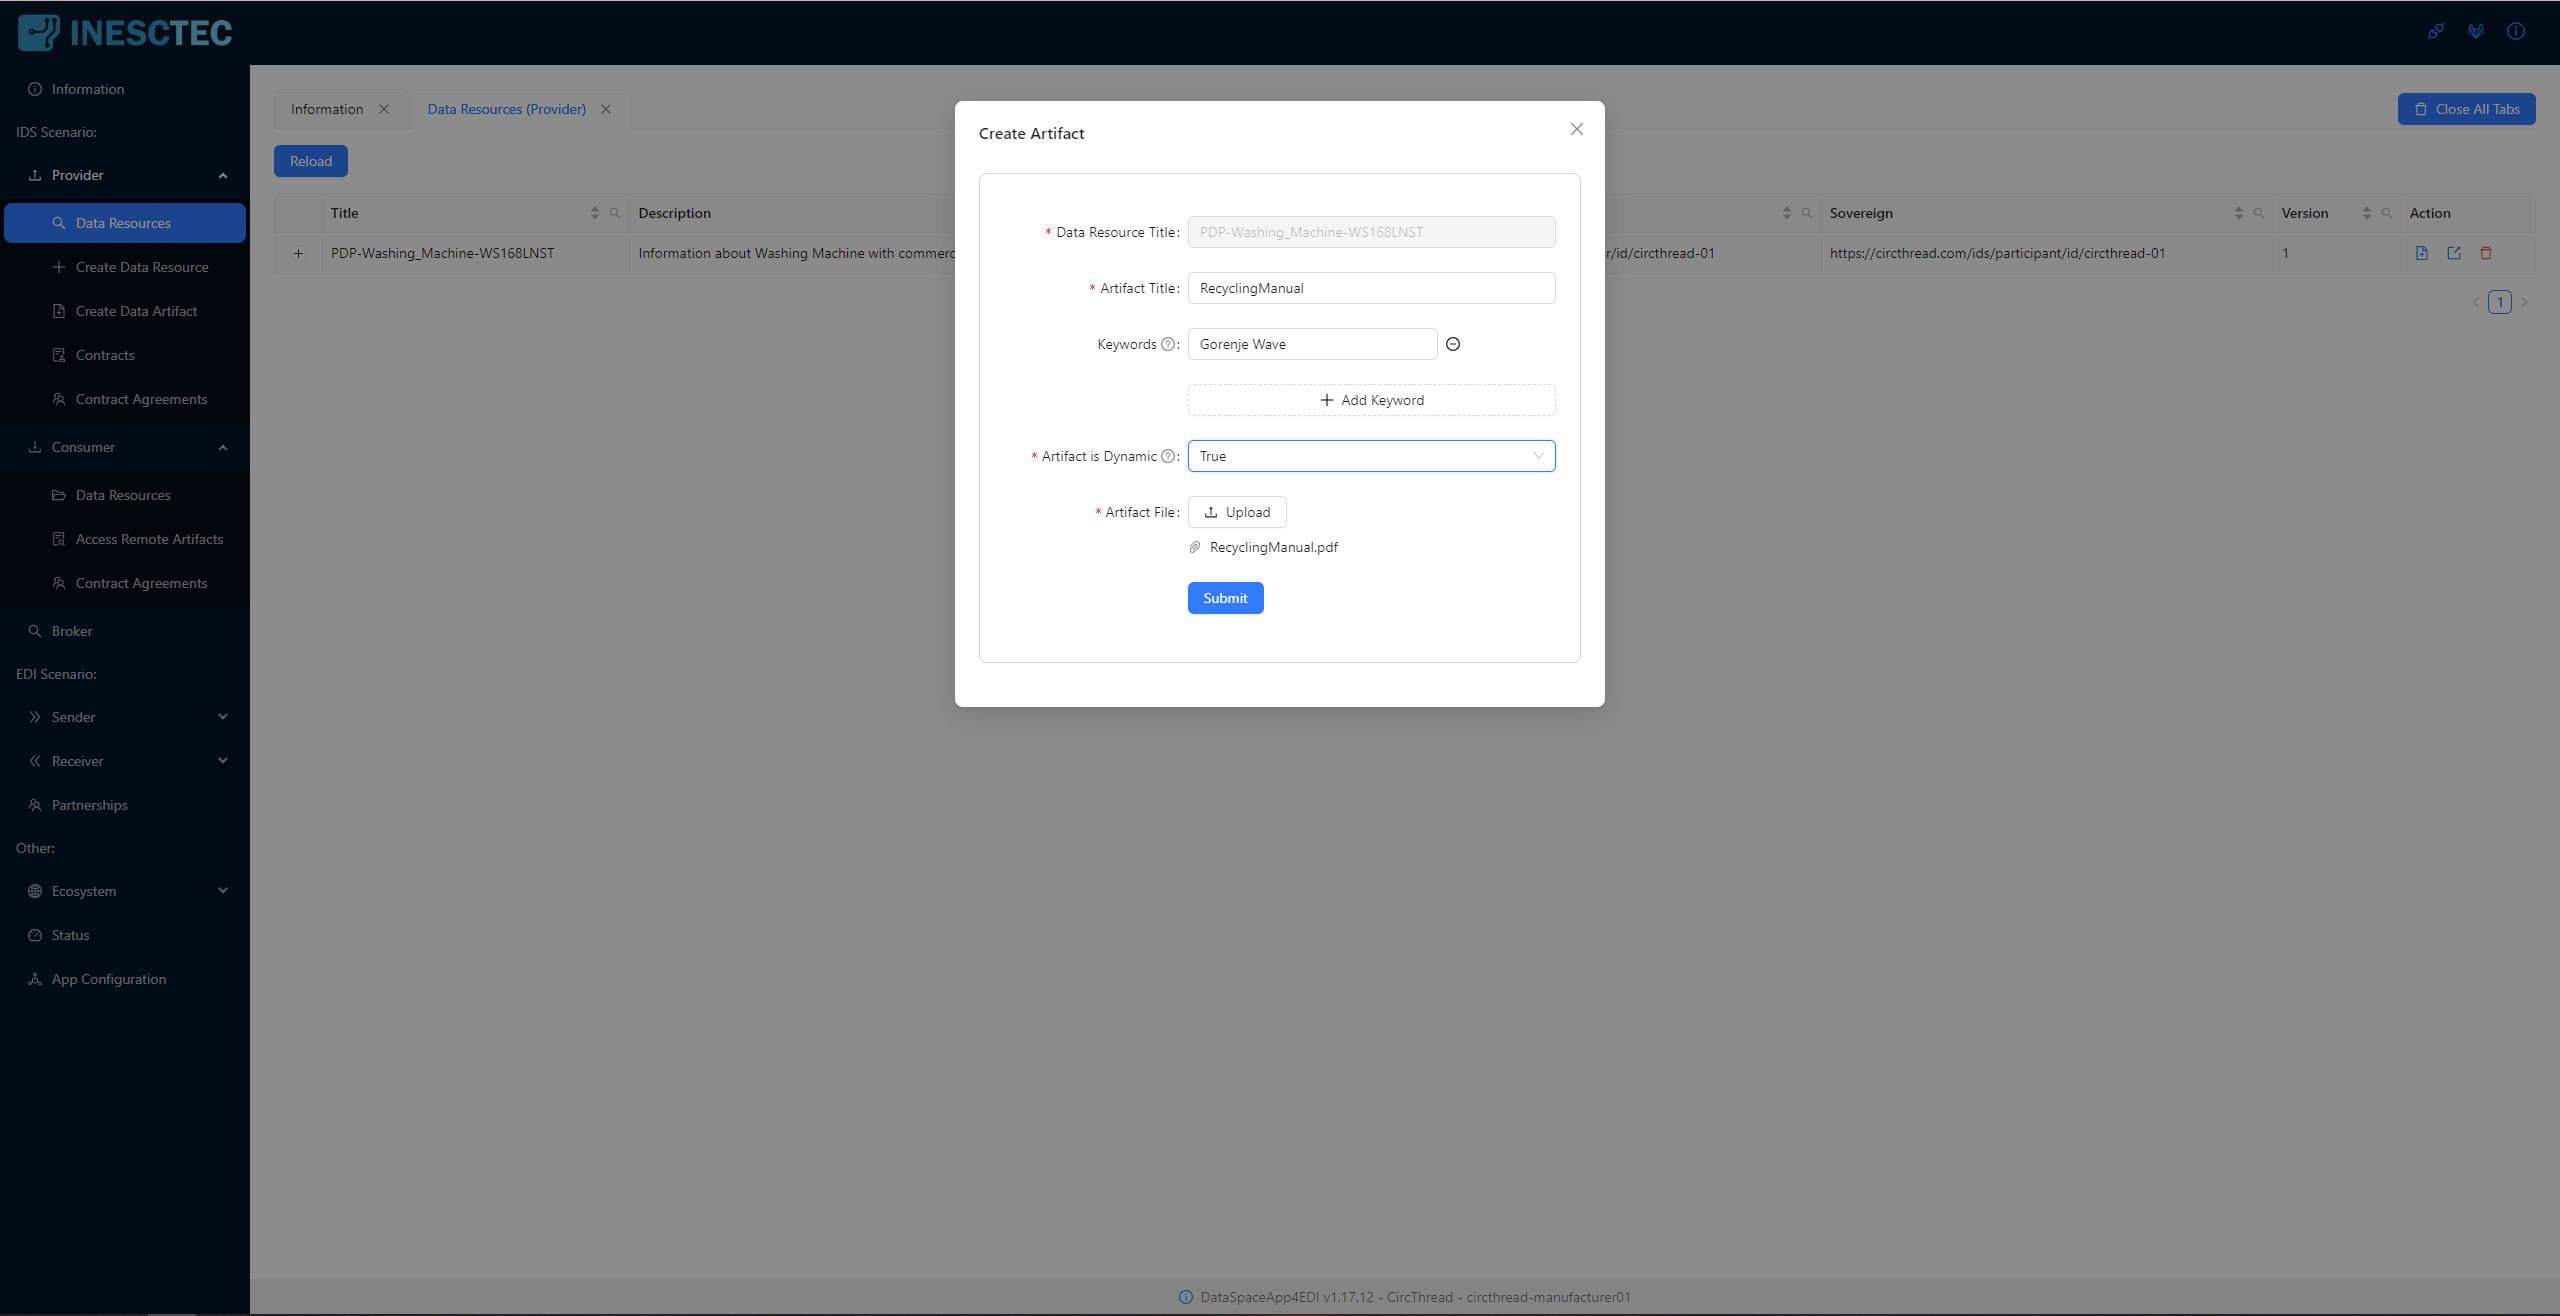 INESCTEC
Information
IDS Scenario:
Provider
Data Resources
Create Data Resource
Create Data Artifact
Contracts
Contract Agreements
Consumer
Data Resources
Access Remote Artifacts
Contract Agreements
Broker
EDI Scenario:
Sender
Receiver
Partnerships
Other:
Ecosystem
Status
App Configuration
Information
Data Resources (Provider)
Close All Tabs
Reload
Title
Description
Sovereign
Version
Action
PDP-Washing_Machine-WS168LNST
Information about Washing Machine with commerc
r/id/circthread-01
https://circthread.com/ids/participant/id/circthread-01
1
1
Create Artifact
* Data Resource Title: PDP-Washing_Machine-WS168LNST
* Artifact Title: RecyclingManual
Keywords ? : Gorenje Wave
+ Add Keyword
* Artifact is Dynamic ? : True
* Artifact File: Upload
RecyclingManual.pdf
Submit
DataSpaceApp4EDI v1.17.12 - CircThread - circthread-manufacturer01